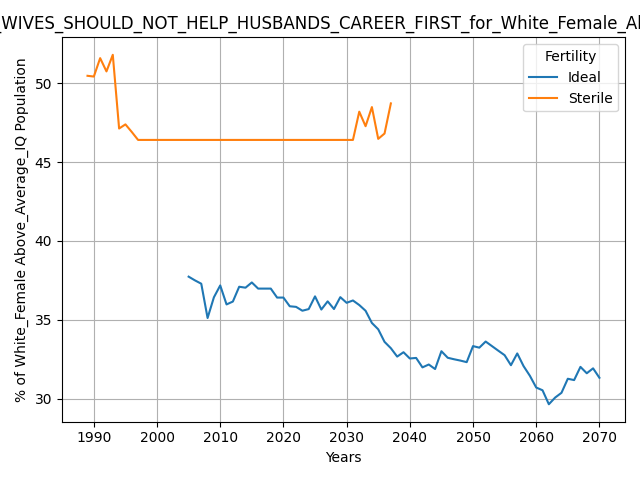 WIVES_SHOULD_NOT_HELP_HUSBANDS_CAREER_FIRST_for_White_Female
Fertility
Ideal
Sterile
% of White_Female Above_Average_IQ Population
50
45
40
35
30
1990 2000 2010 2020 2030 2040 2050 2060 2070
Years